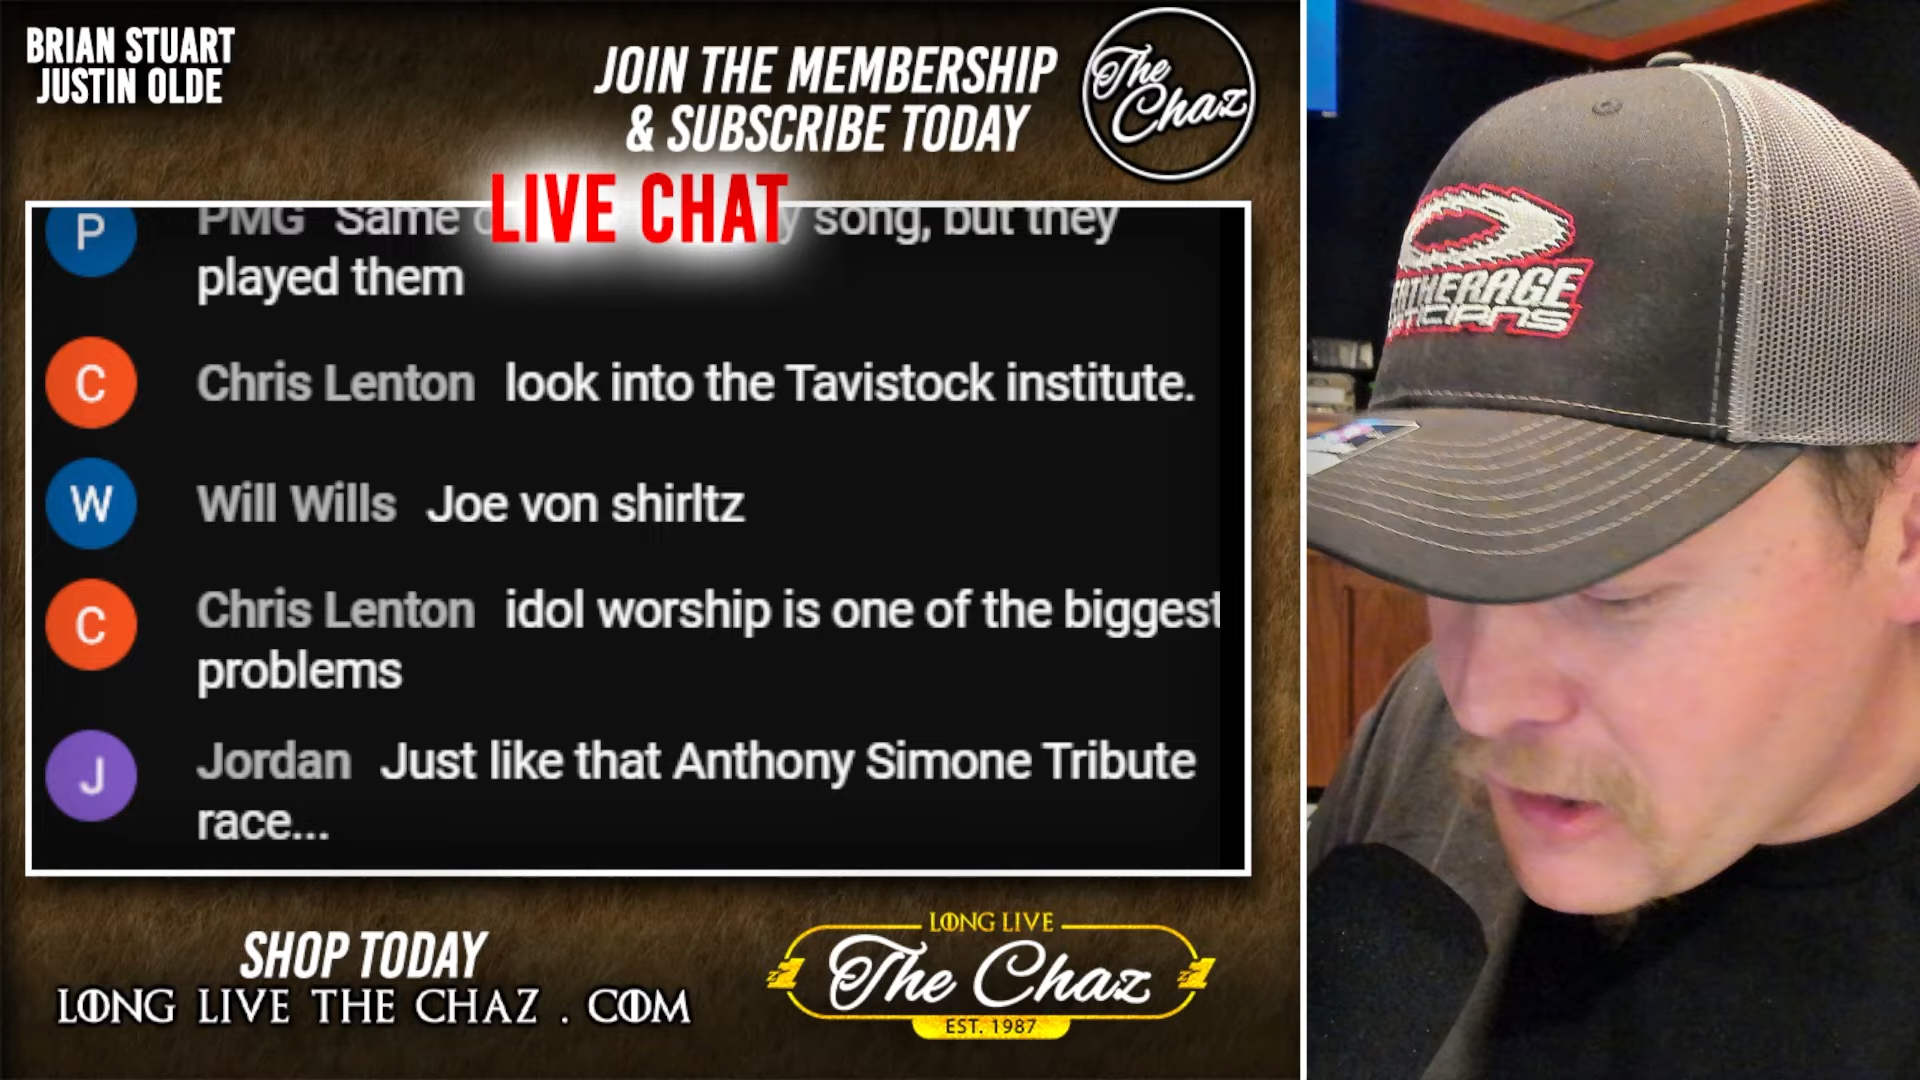 BRIAN STUART
JUSTIN OLDE
JOIN THE MEMBERSHIP
& SUBSCRIBE TODAY
The
Chaz
LIVE CHAT
P PMG Same song, but they
played them
C Chris Lenton look into the Tavistock institute.
W Will Wills Joe von shirltz
C Chris Lenton idol worship is one of the biggest
problems
J Jordan Just like that Anthony Simone Tribute
race...
SHOP TODAY
LONG LIVE THE CHAZ . COM
LONG LIVE
The Chaz
EST. 1987